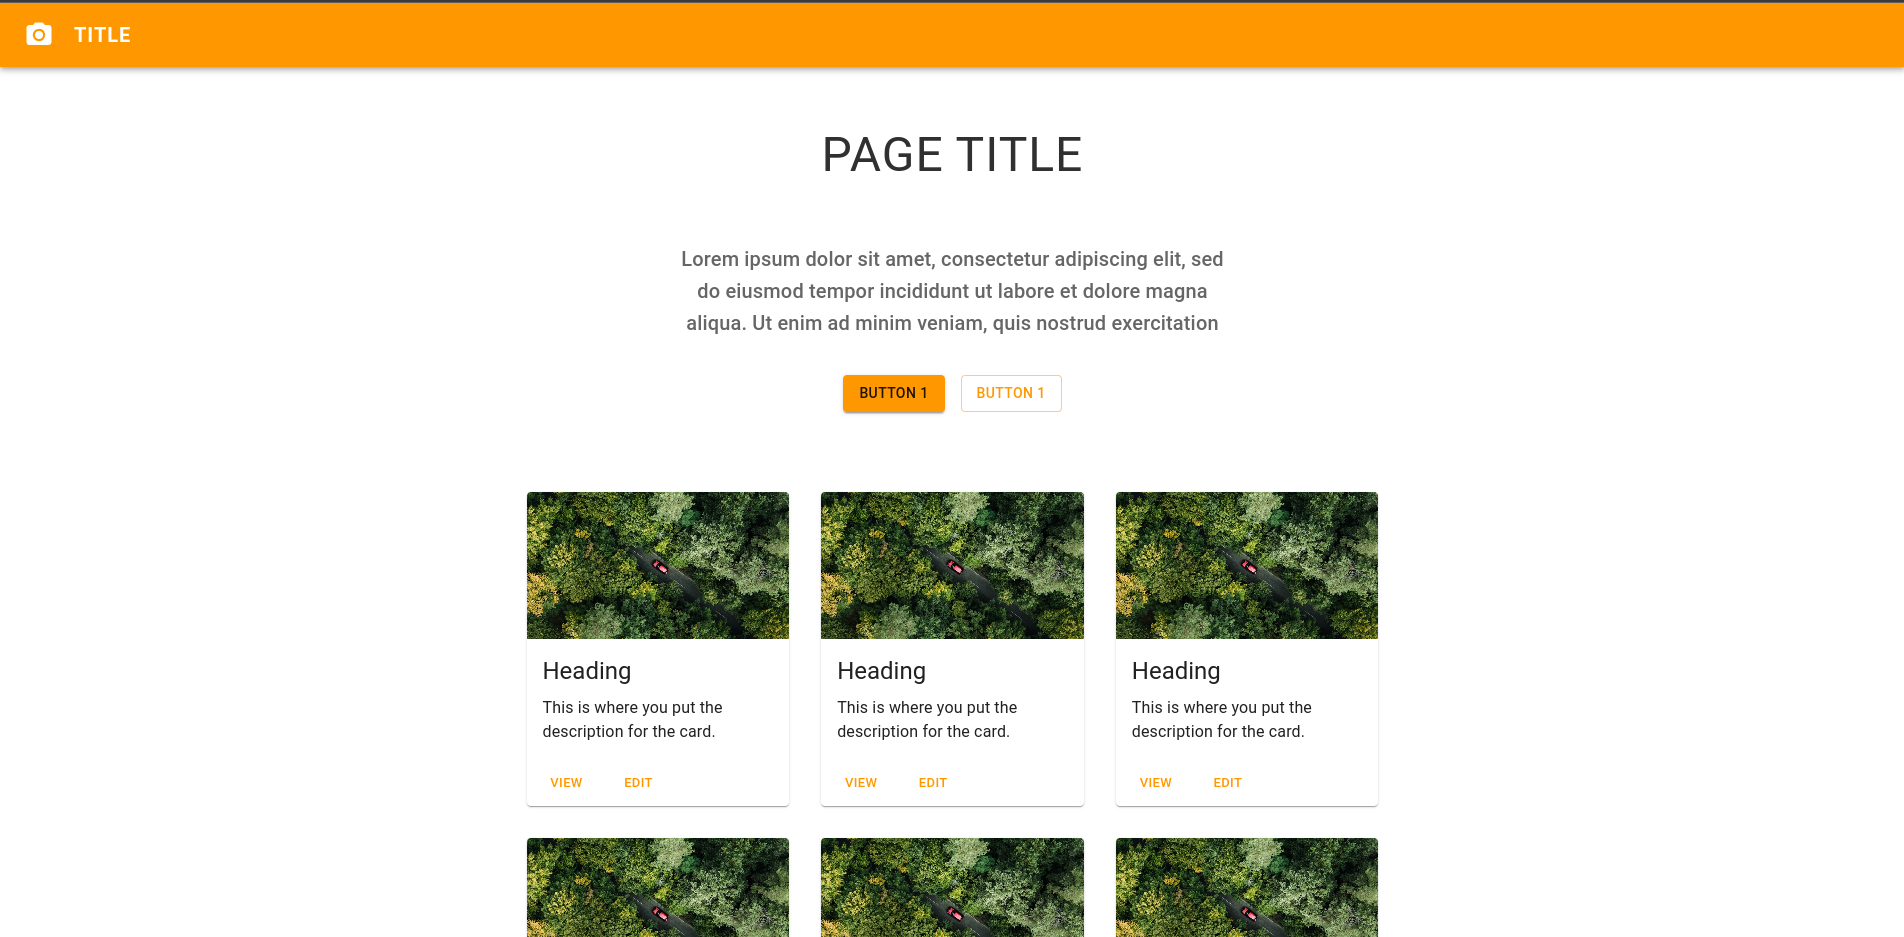 TITLE
PAGE TITLE
Lorem ipsum dolor sit amet, consectetur adipiscing elit, sed
do eiusmod tempor incididunt ut labore et dolore magna
aliqua. Ut enim ad minim veniam, quis nostrud exercitation
BUTTON 1 BUTTON 1
Heading
This is where you put the
description for the card.
VIEW EDIT
Heading
This is where you put the
description for the card.
VIEW EDIT
Heading
This is where you put the
description for the card.
VIEW EDIT